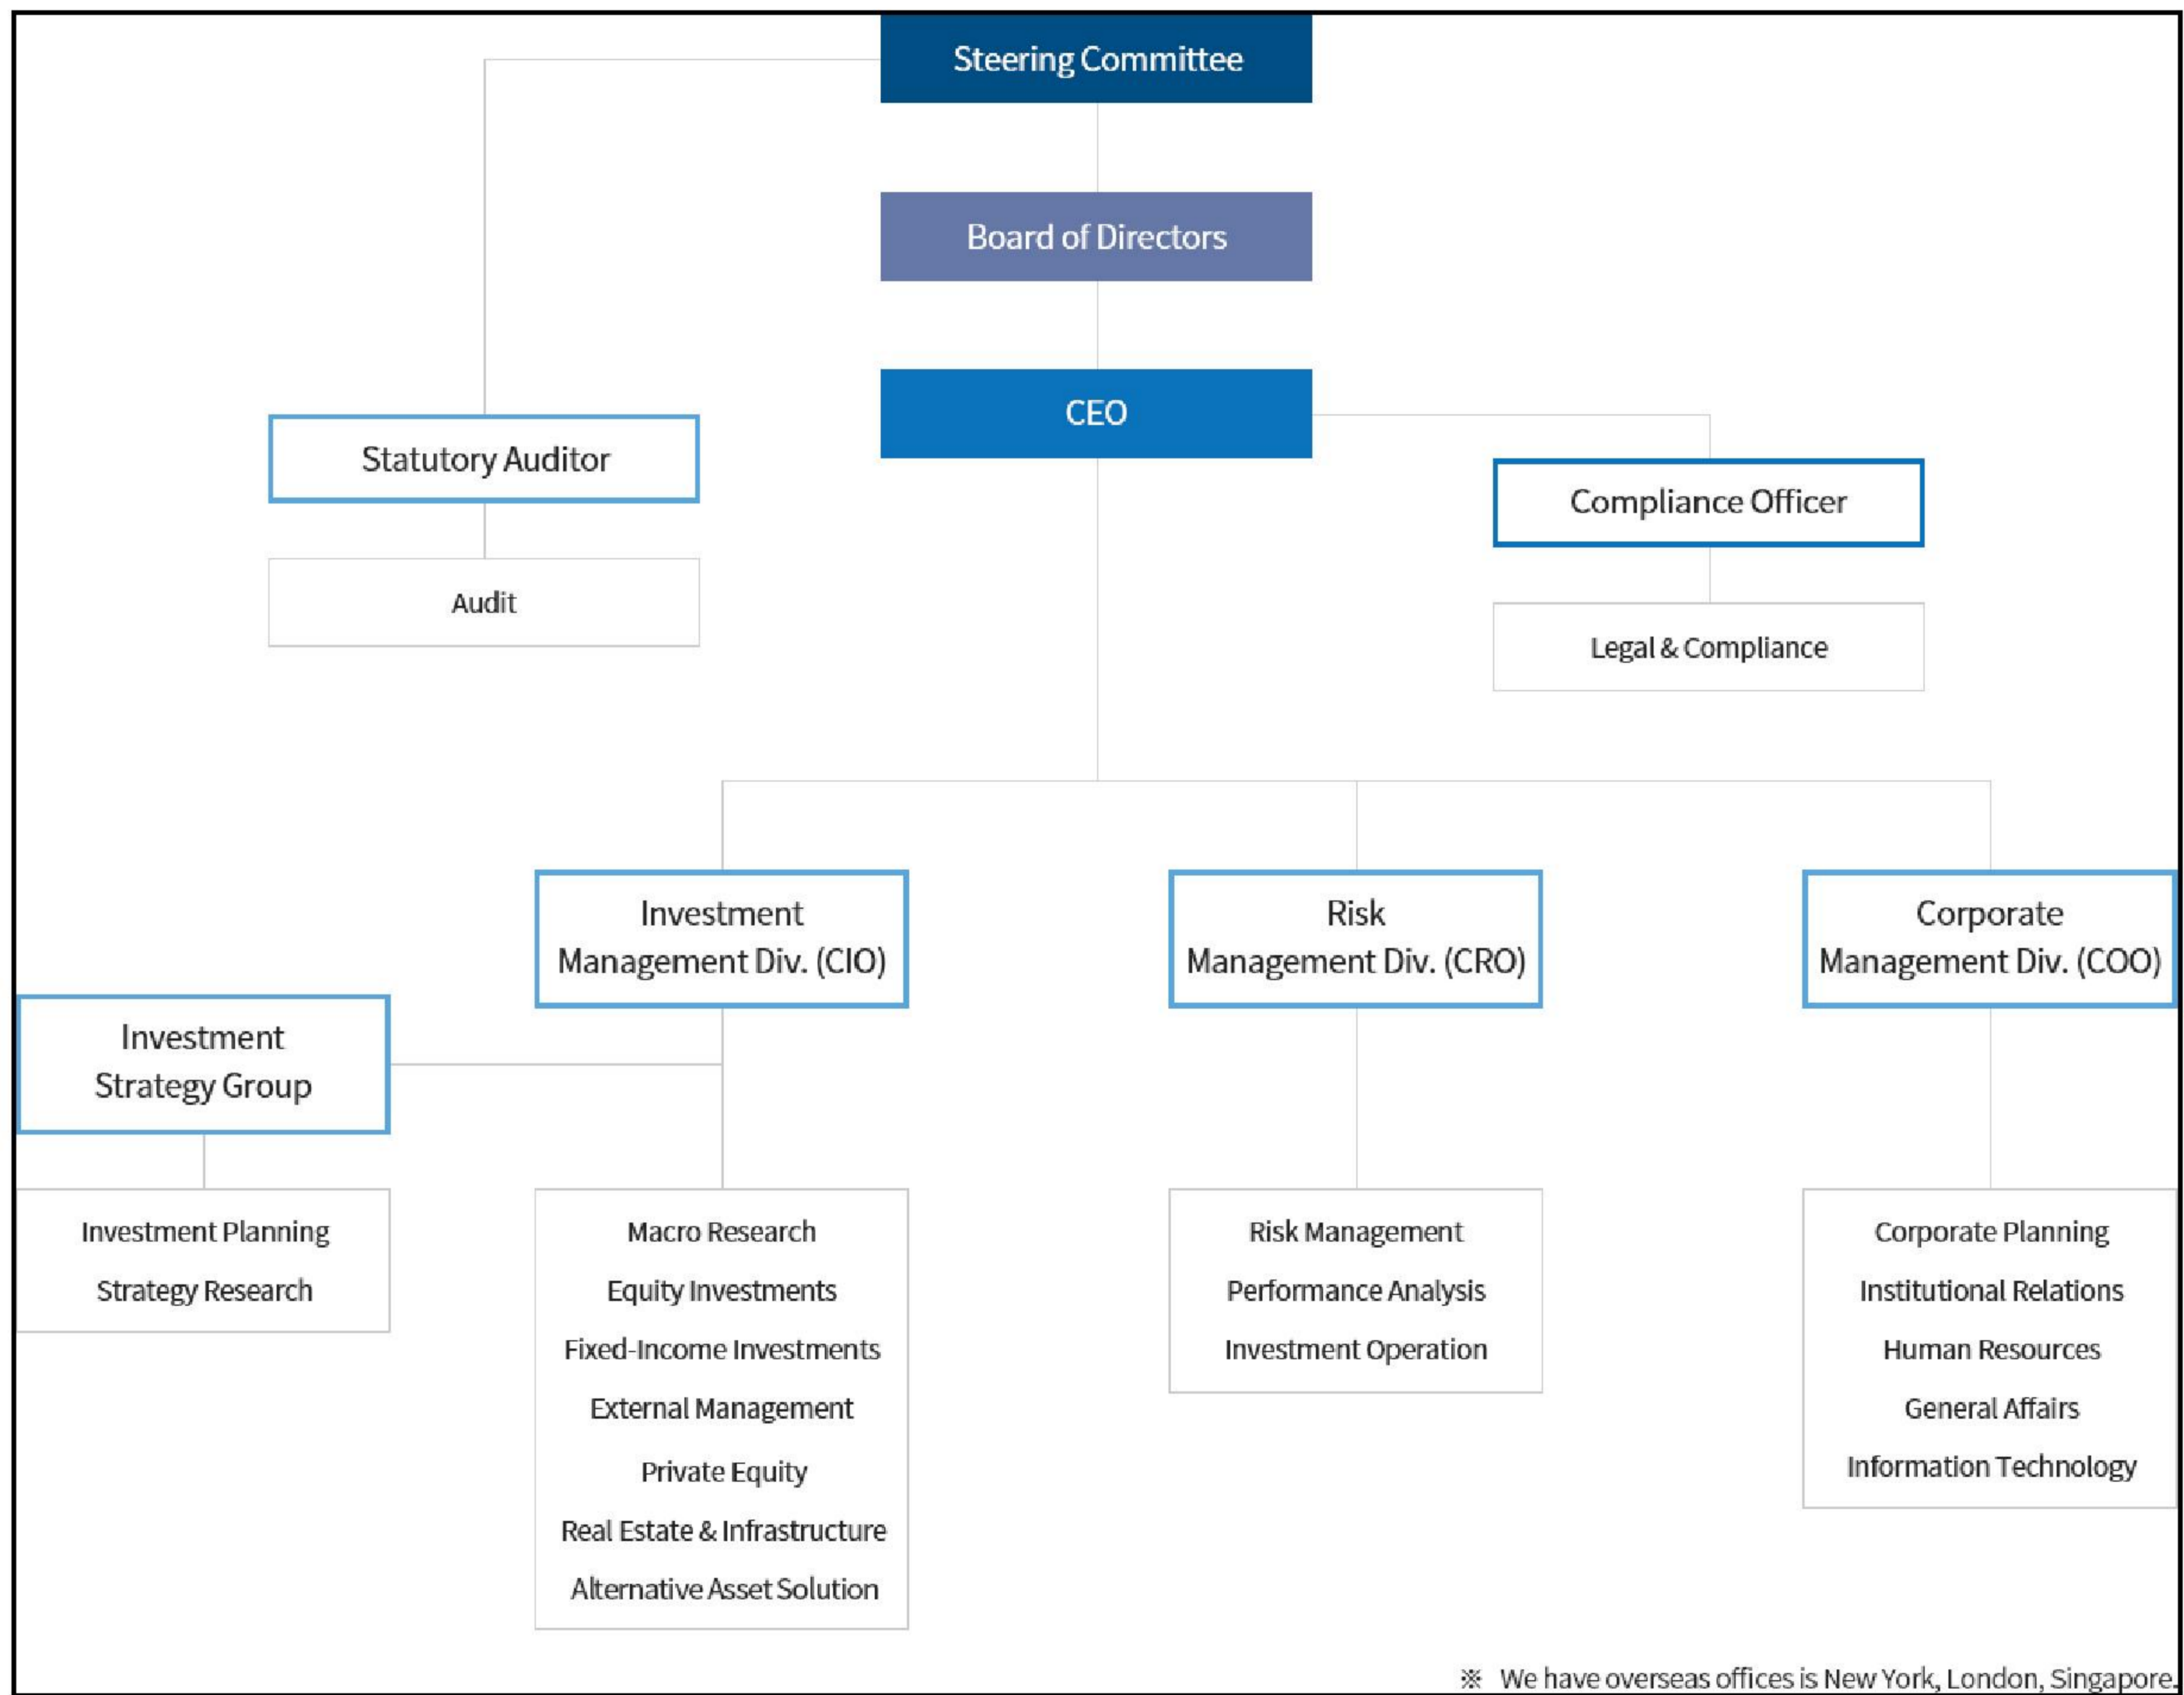 Steering Committee
Board of Directors
CEO
Statutory Auditor
Compliance Officer
Audit
Legal & Compliance
Investment
Management Div. (CIO)
Risk
Management Div. (CRO)
Corporate
Management Div. (COO)
Investment
Strategy Group
Investment Planning
Strategy Research
Macro Research
Equity Investments
Fixed-Income Investments
External Management
Private Equity
Real Estate & Infrastructure
Alternative Asset Solution
Risk Management
Performance Analysis
Investment Operation
Corporate Planning
Institutional Relations
Human Resources
General Affairs
Information Technology
※ We have overseas offices is New York, London, Singapore.